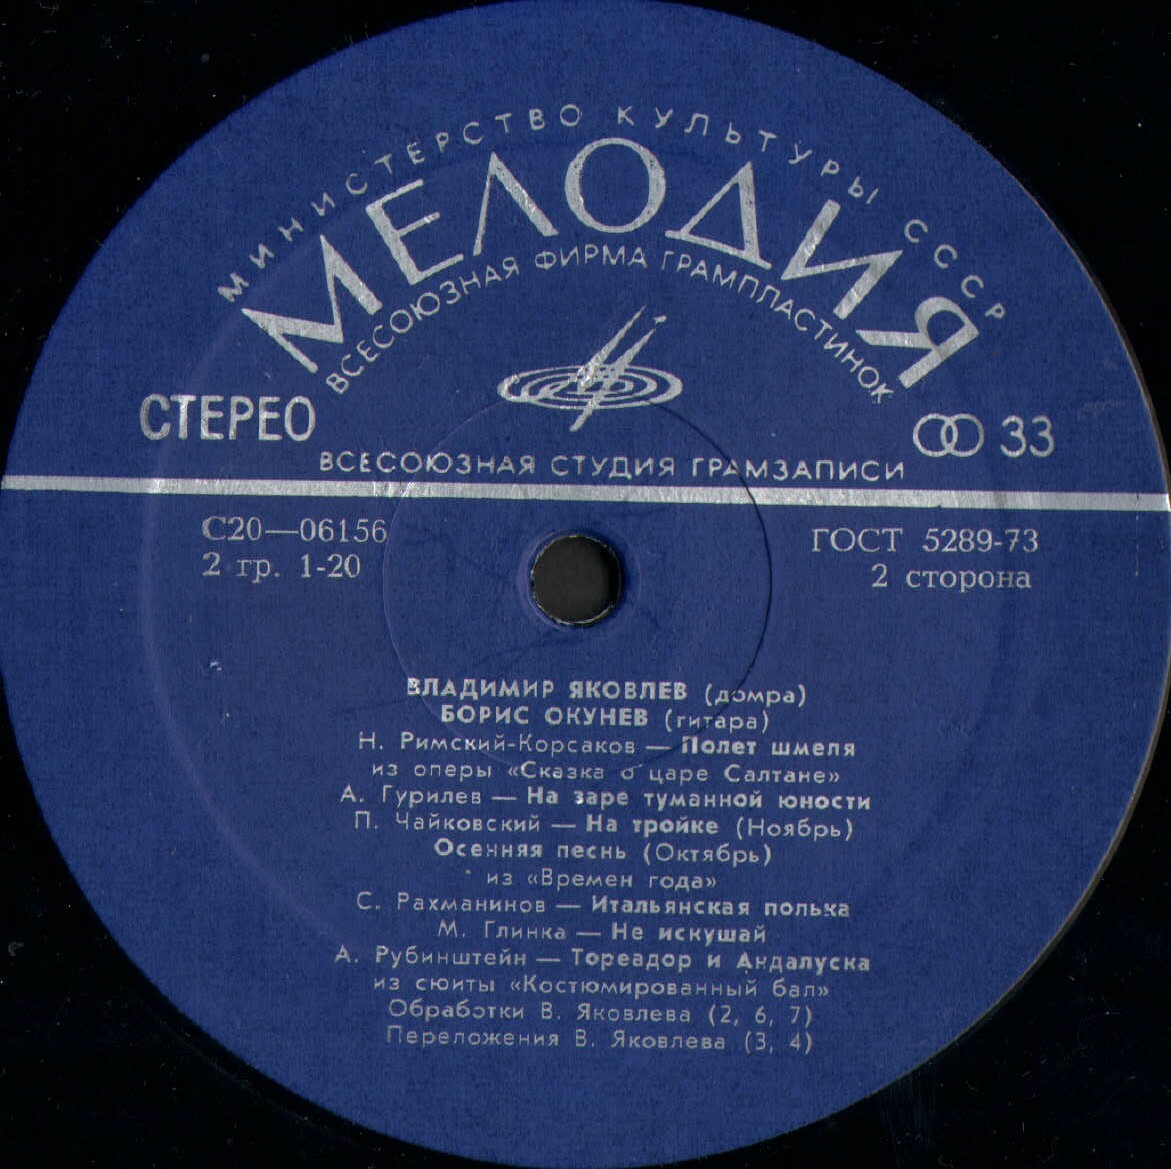 МИНИСТЕРСТВО КУЛЬТУРЫ СССР
МЕЛОДИЯ
ВСЕСОЮЗНАЯ ФИРМА ГРАМПЛАСТИНОК
СТЕРЕО
33
ВСЕСОЮЗНАЯ СТУДИЯ ГРАМЗАПИСИ
С20—06156
ГОСТ 5289-73
2 гр. 1-20
2 сторона
ВЛАДИМИР ЯКОВЛЕВ (домра)
БОРИС ОКУНЕВ (гитара)
Н. Римский-Корсаков — Полет шмеля
из оперы «Сказка о царе Салтане»
А. Гурилев — На заре туманной юности
П. Чайковский — На тройке (Ноябрь)
Осенняя песнь (Октябрь)
из «Времен года»
С. Рахманинов — Итальянская полька
М. Глинка — Не искушай
А. Рубинштейн — Тореадор и Андалуска
из сюиты «Костюмированный бал»
Обработки В. Яковлева (2, 6, 7)
Переложения В. Яковлева (3, 4)